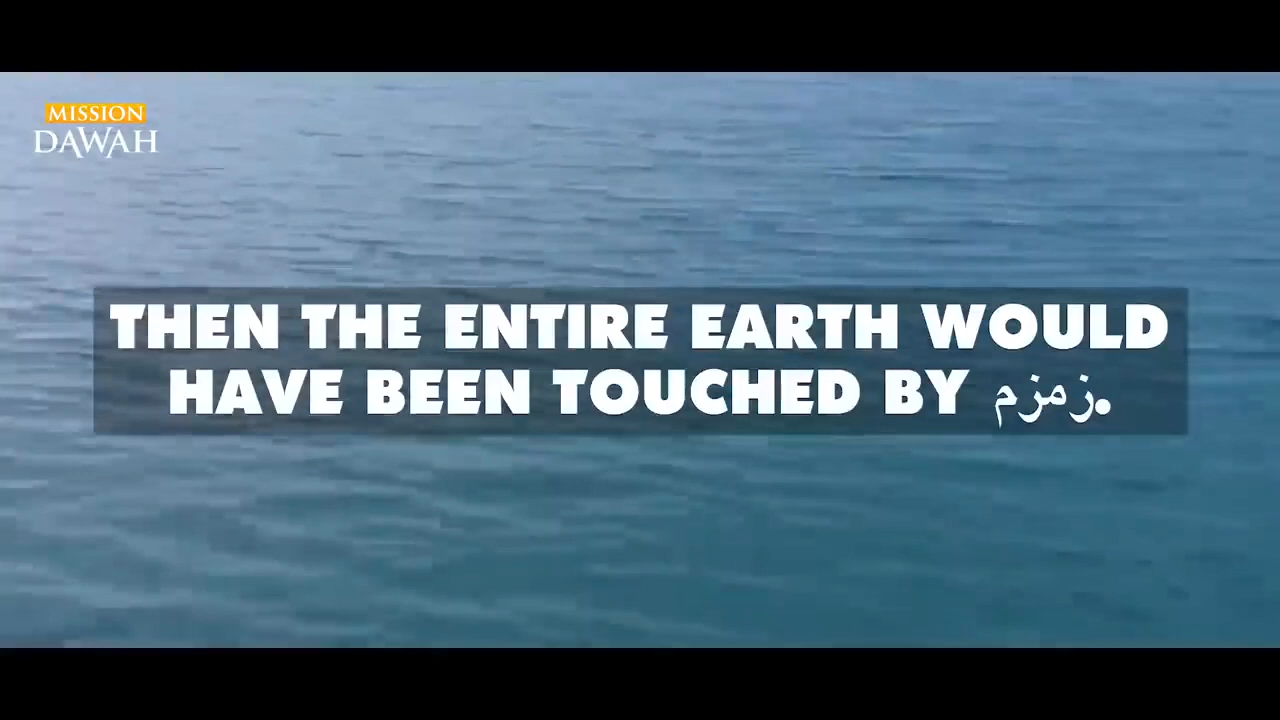 MISSION
DAWAH
THEN THE ENTIRE EARTH WOULD
HAVE BEEN TOUCHED BY زمزم.